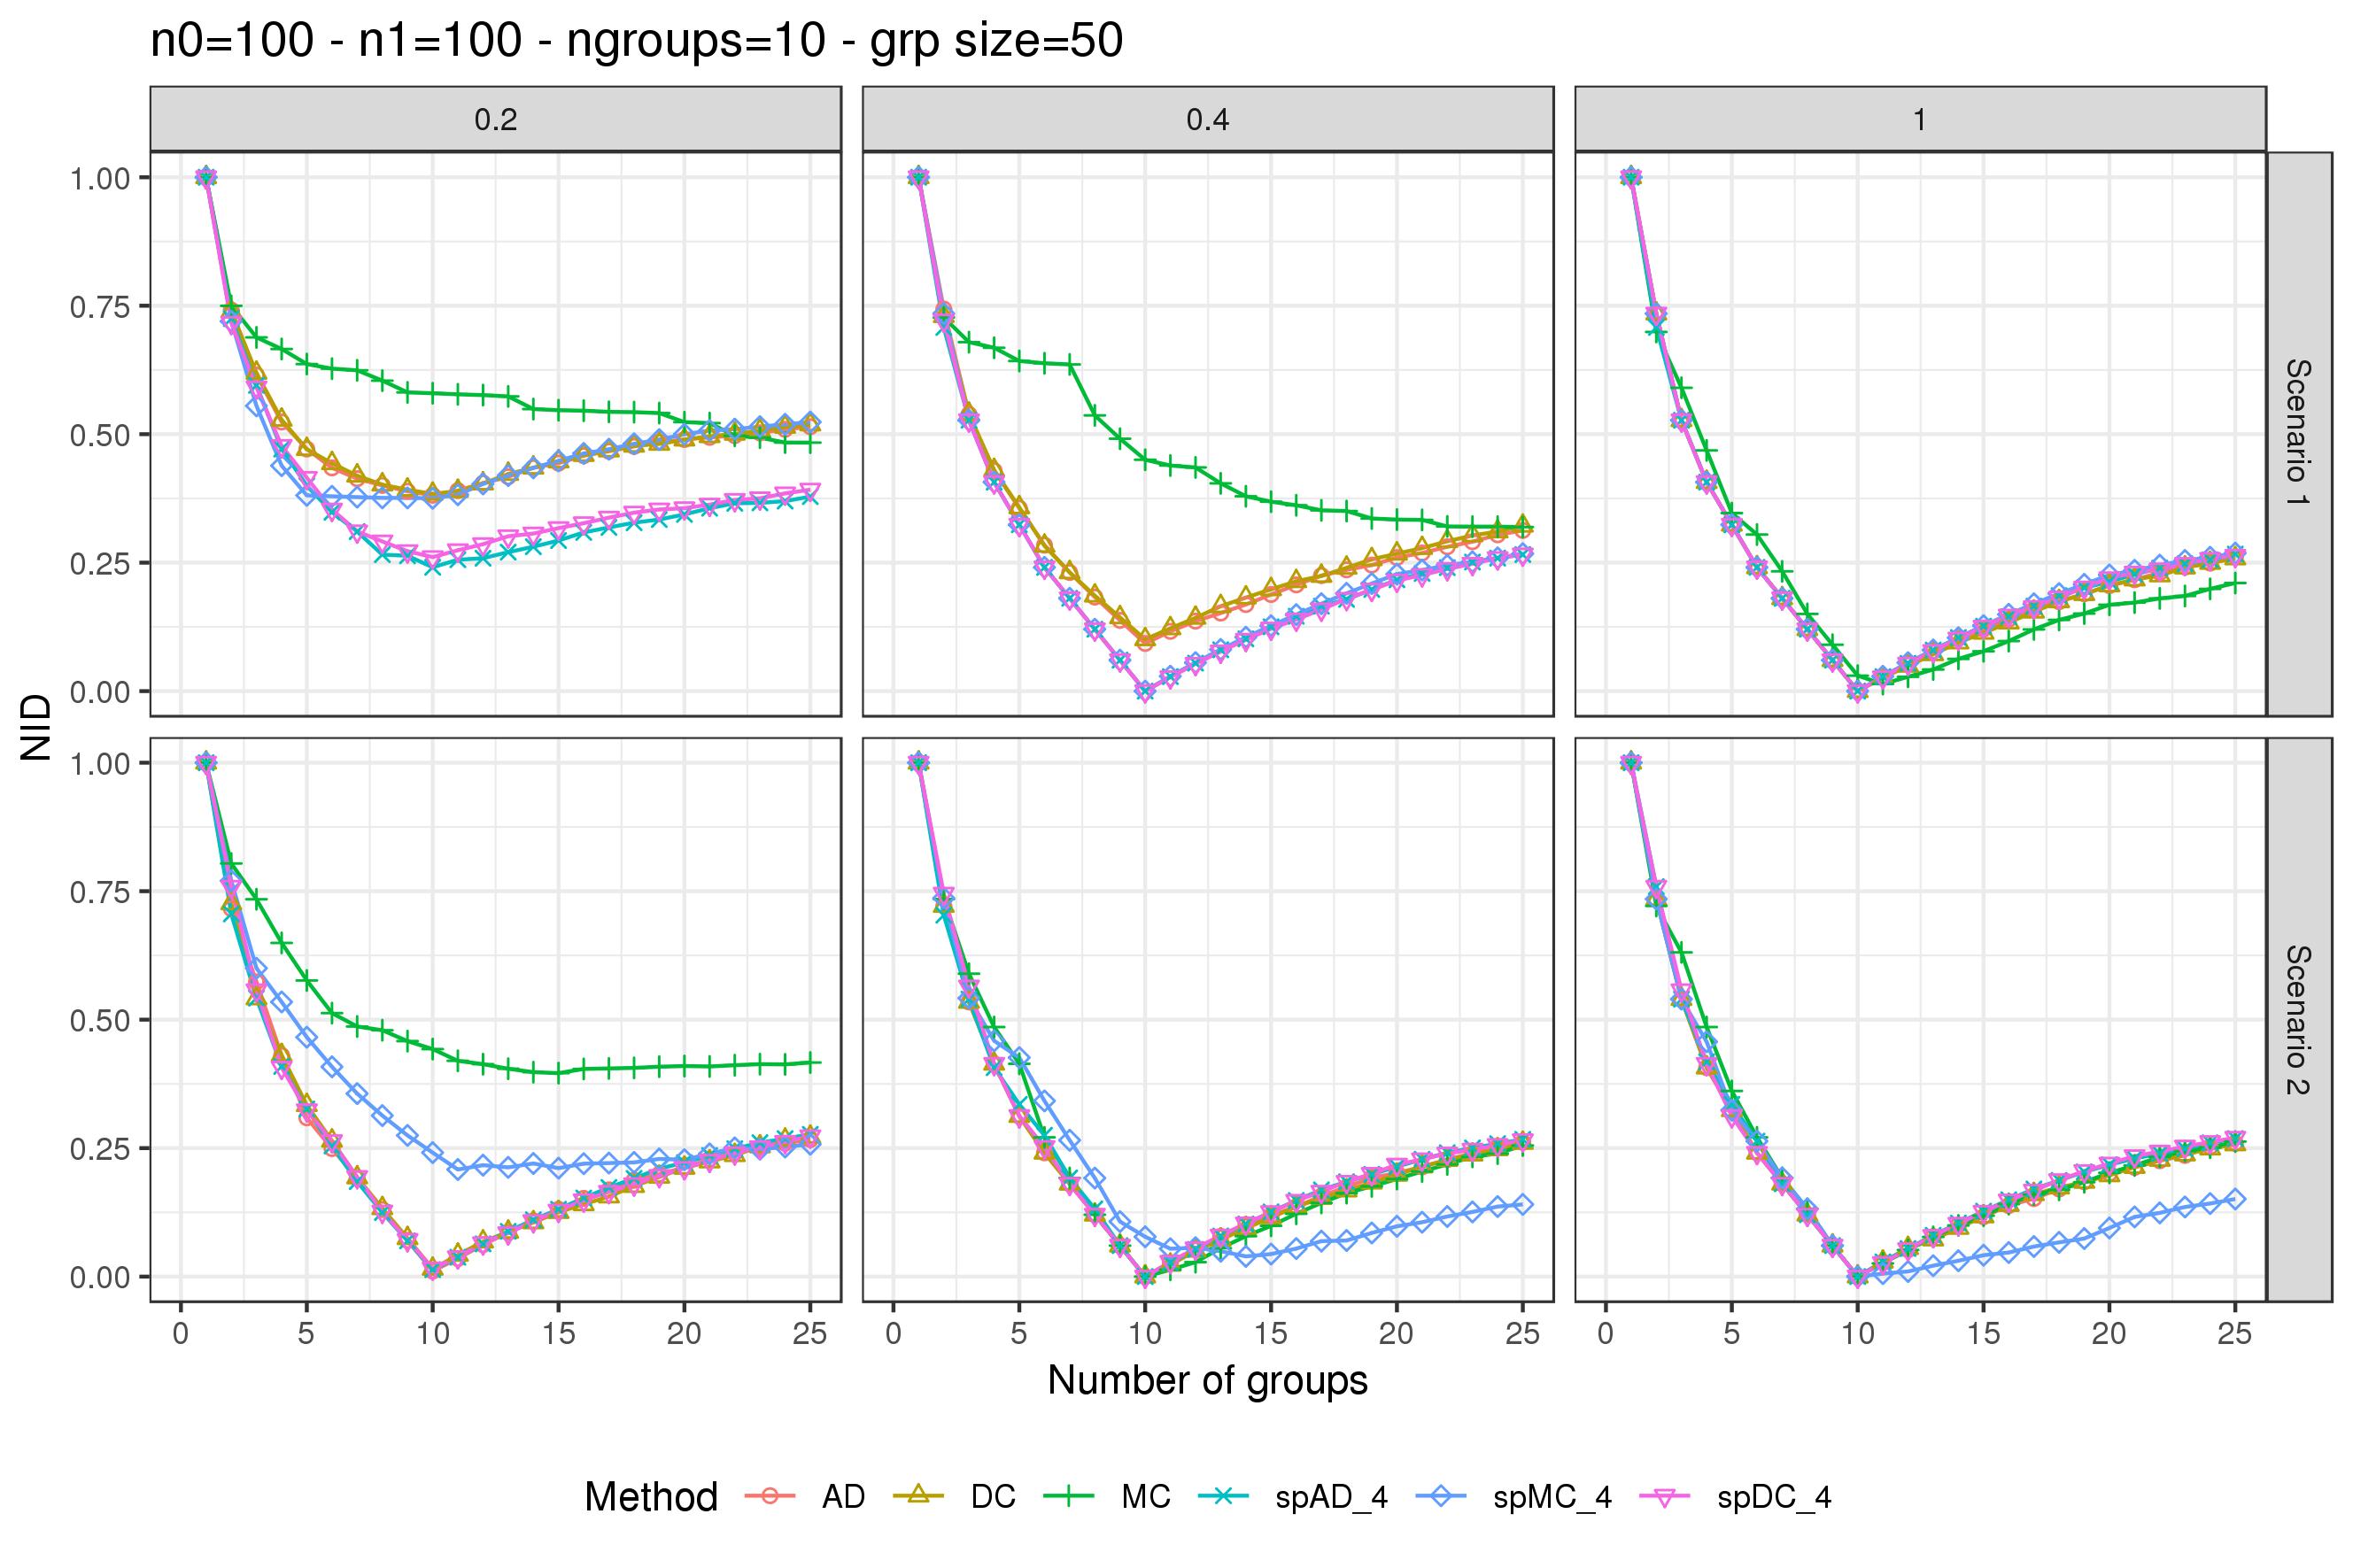 n0=100 - n1=100 - ngroups=10 - grp size=50
0.2 0.4 1
1.00
0.75
0.50
0.25
0.00
Scenario 1
NID
1.00
0.75
0.50
0.25
0.00
Scenario 2
0 5 10 15 20 25 0 5 10 15 20 25 0 5 10 15 20 25
Number of groups
Method AD DC MC spAD_4 spMC_4 spDC_4